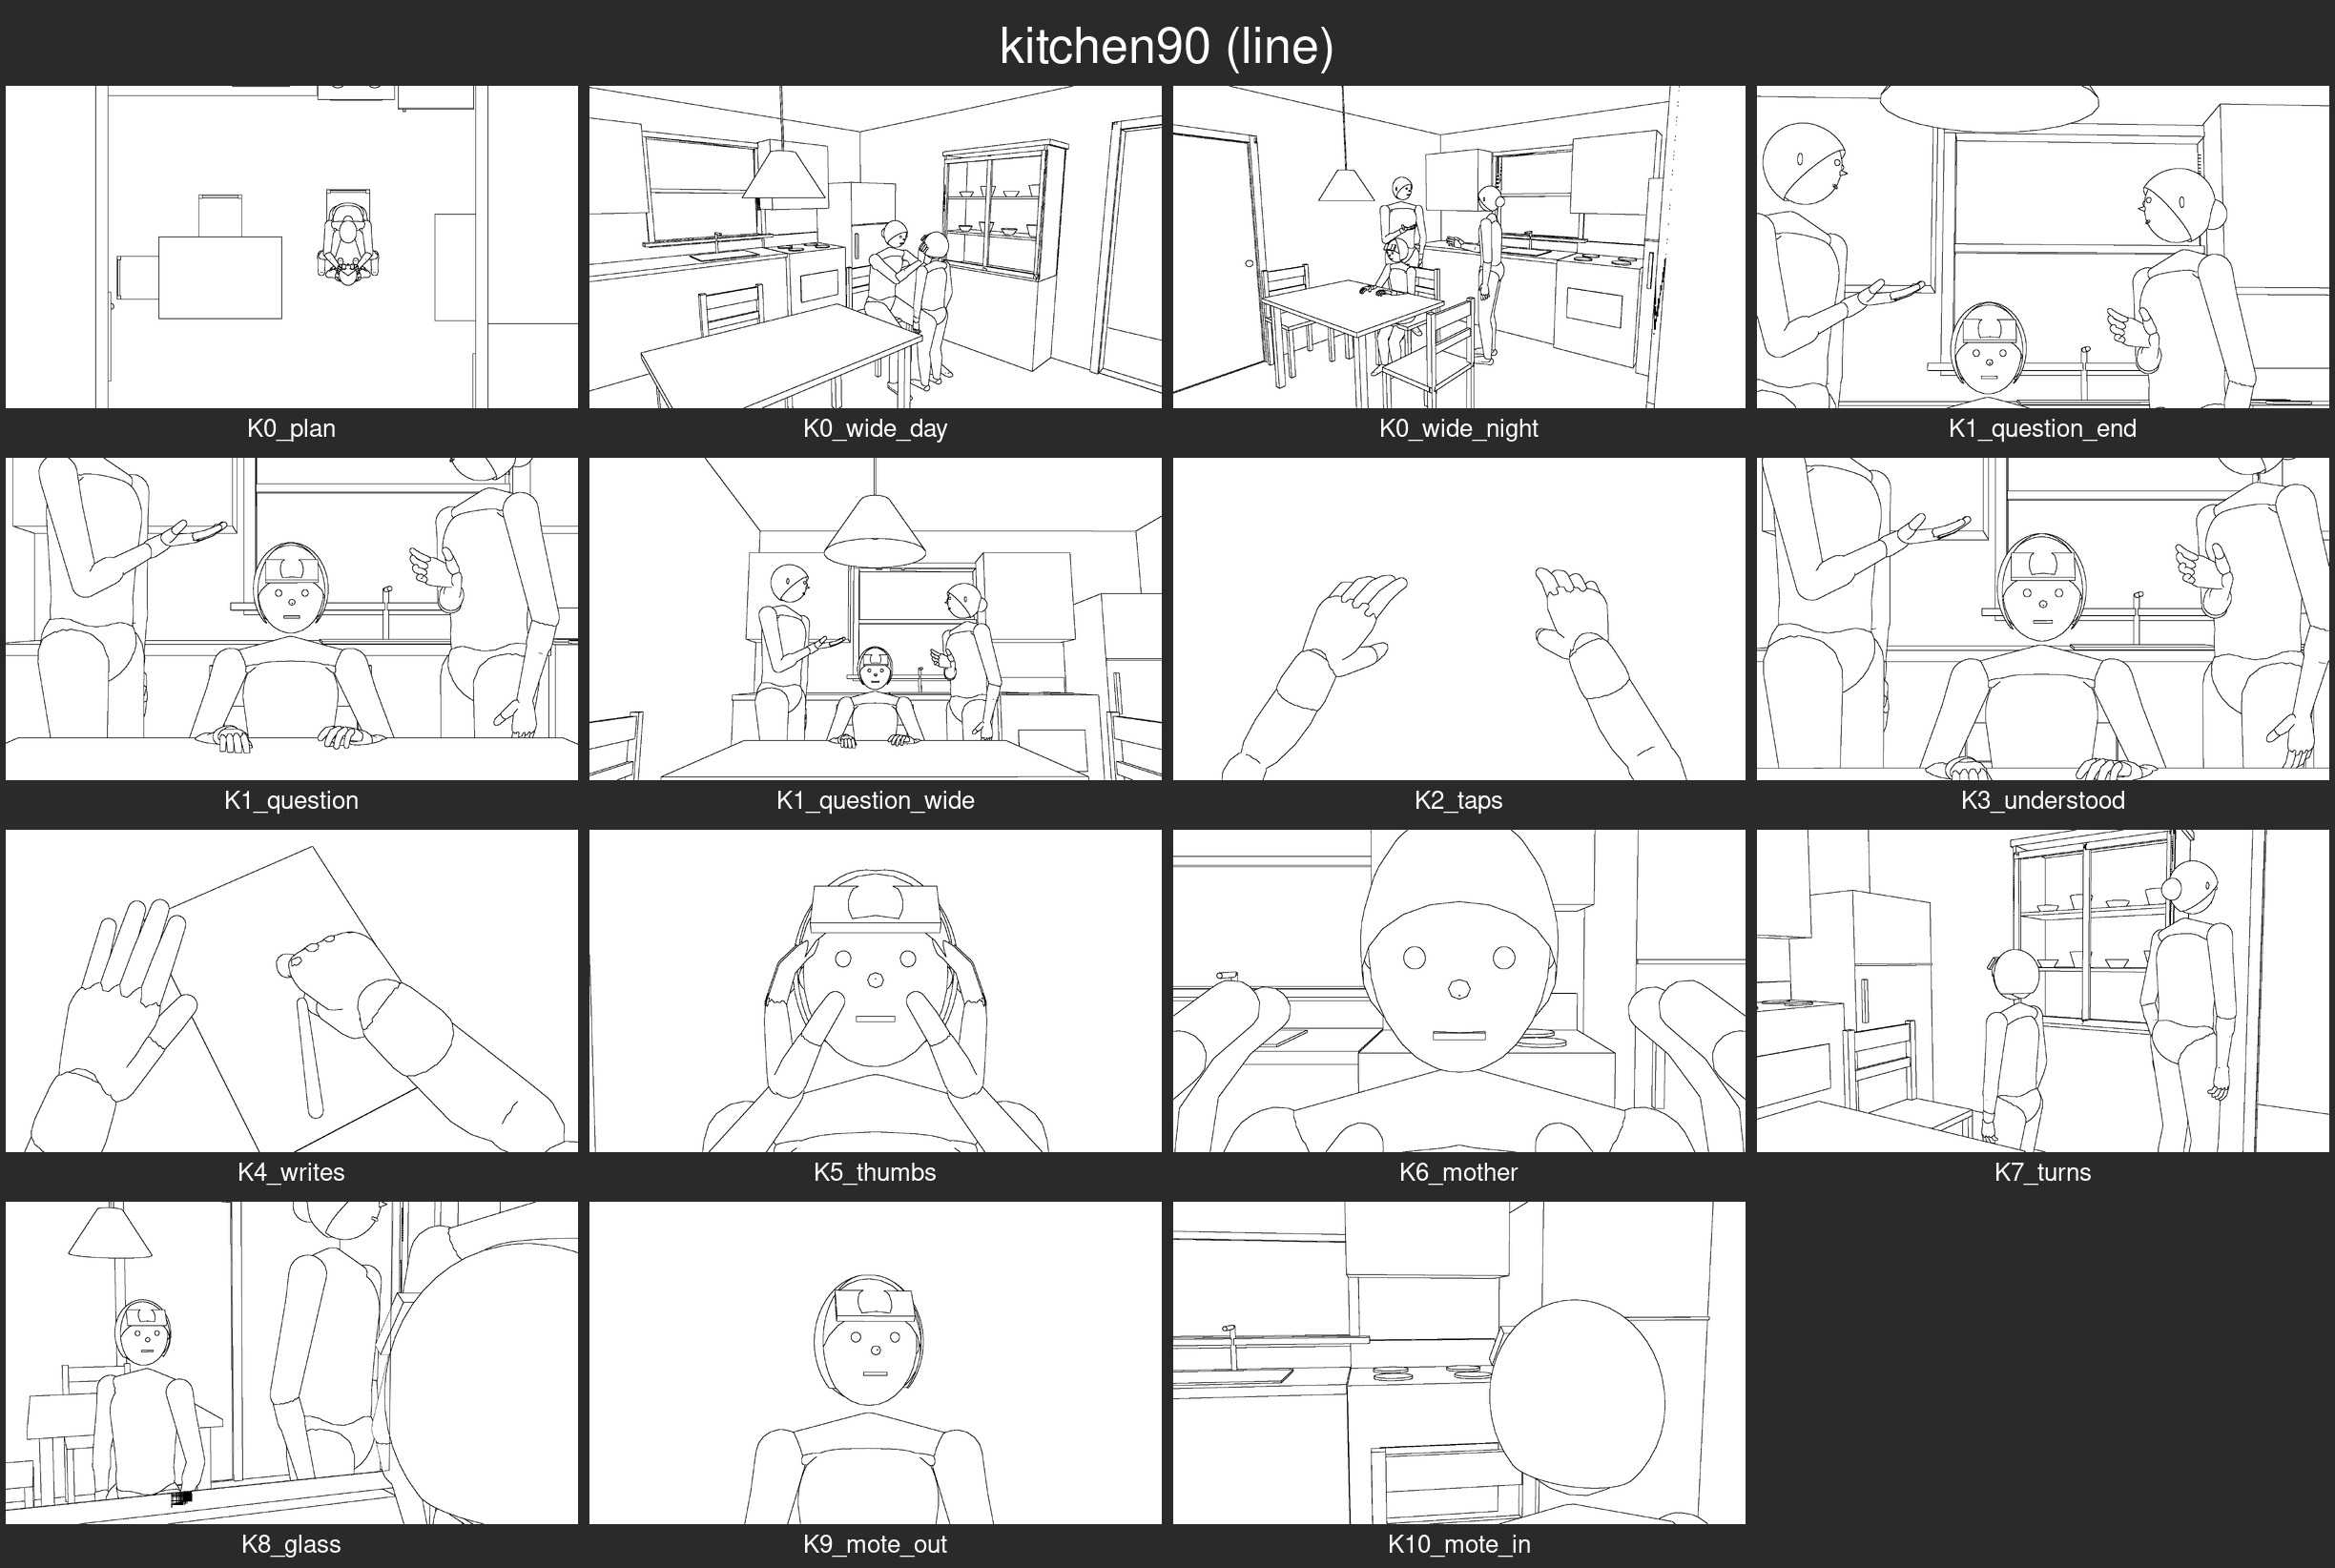 kitchen90 (line)
K0_plan
K0_wide_day
K0_wide_night
K1_question_end
K1_question
K1_question_wide
K2_taps
K3_understood
K4_writes
K5_thumbs
K6_mother
K7_turns
K8_glass
K9_mote_out
K10_mote_in